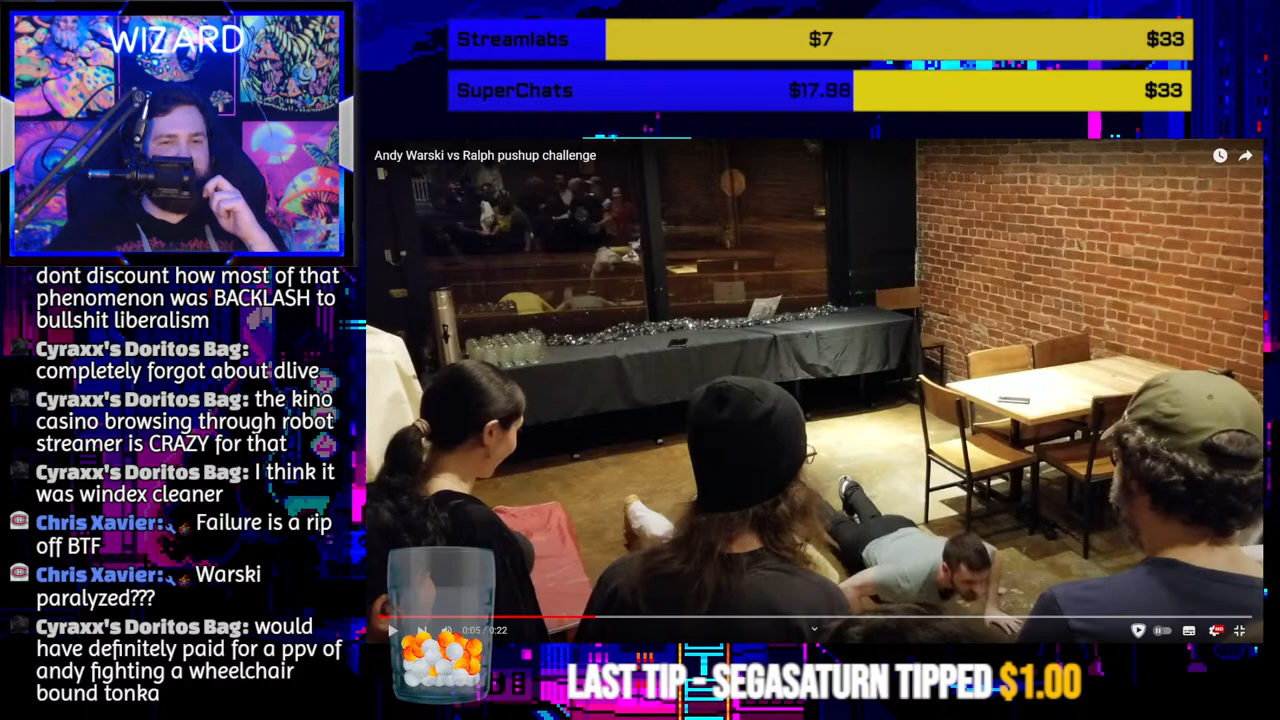 WIZARD
Streamlabs $7 $33
SuperChats $17.98 $33
Andy Warski vs Ralph pushup challenge
dont discount how most of that
phenomenon was BACKLASH to
bullshit liberalism
Cyraxx's Doritos Bag:
completely forgot about dlive
Cyraxx's Doritos Bag: the kino
casino browsing through robot
streamer is CRAZY for that
Cyraxx's Doritos Bag: I think it
was windex cleaner
Chris Xavier: Failure is a rip
off BTF
Chris Xavier: Warski
paralyzed???
Cyraxx's Doritos Bag: would
have definitely paid for a ppv of
andy fighting a wheelchair
bound tonka
0:05 / 0:22
HD
LAST TIP - SEGASATURN TIPPED $1.00